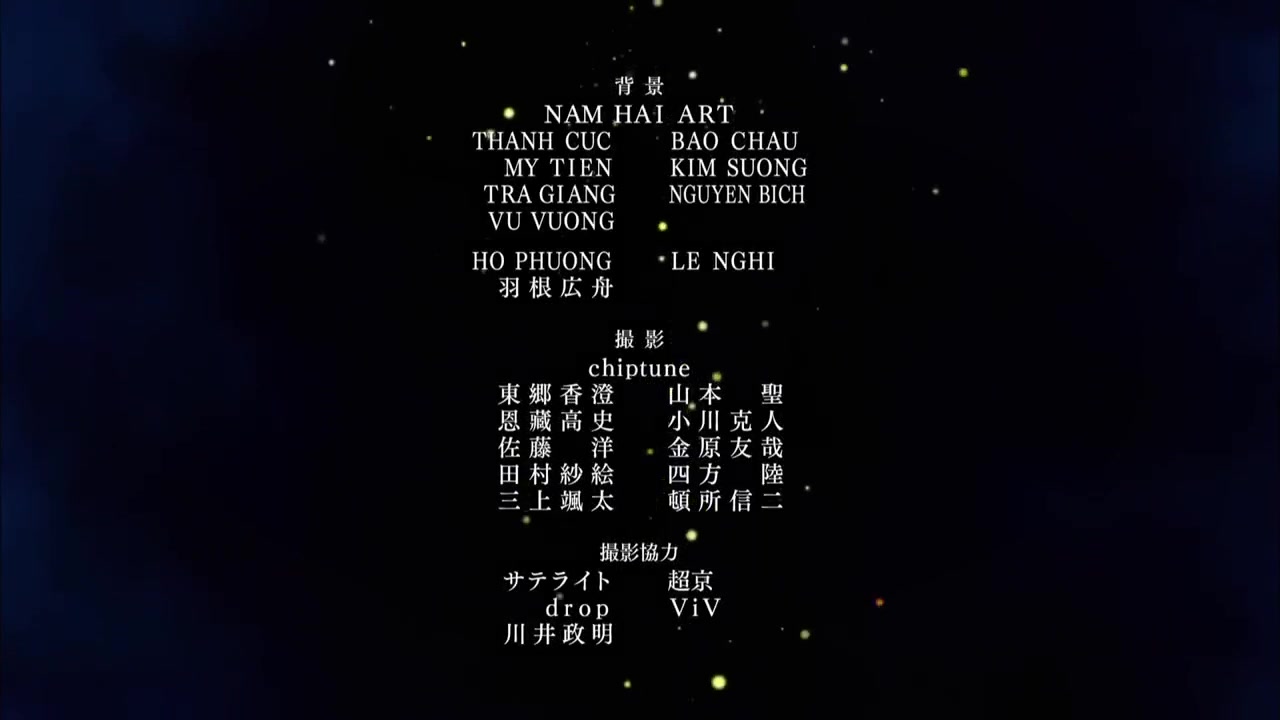 背景
NAM HAI ART
THANH CUC BAO CHAU
MY TIEN KIM SUONG
TRA GIANG NGUYEN BICH
VU VUONG
HO PHUONG LE NGHI
羽根広舟
撮影
chiptune
東郷香澄 山本 聖
恩藏高史 小川克人
佐藤 洋 金原友哉
田村紗絵 四方 陸
三上颯太 頓所信二
撮影協力
サテライト 超京
drop ViV
川井政明